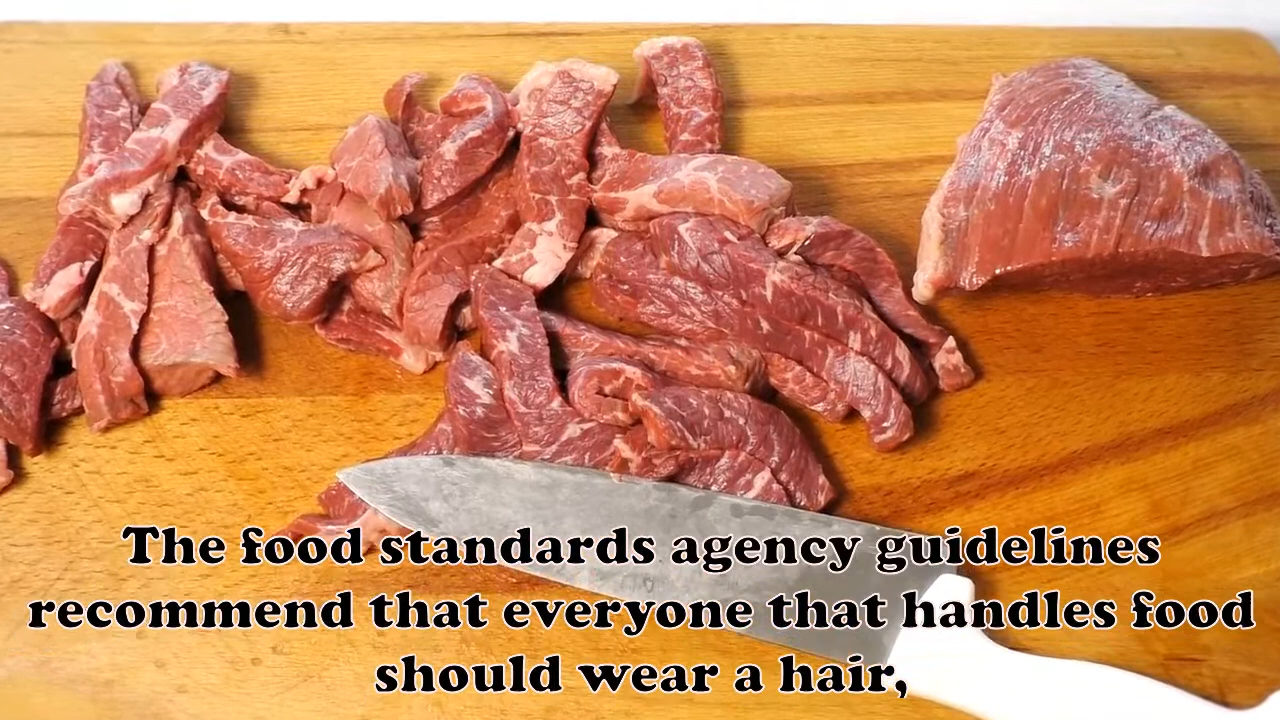 The food standards agency guidelines
recommend that everyone that handles food
should wear a hair,